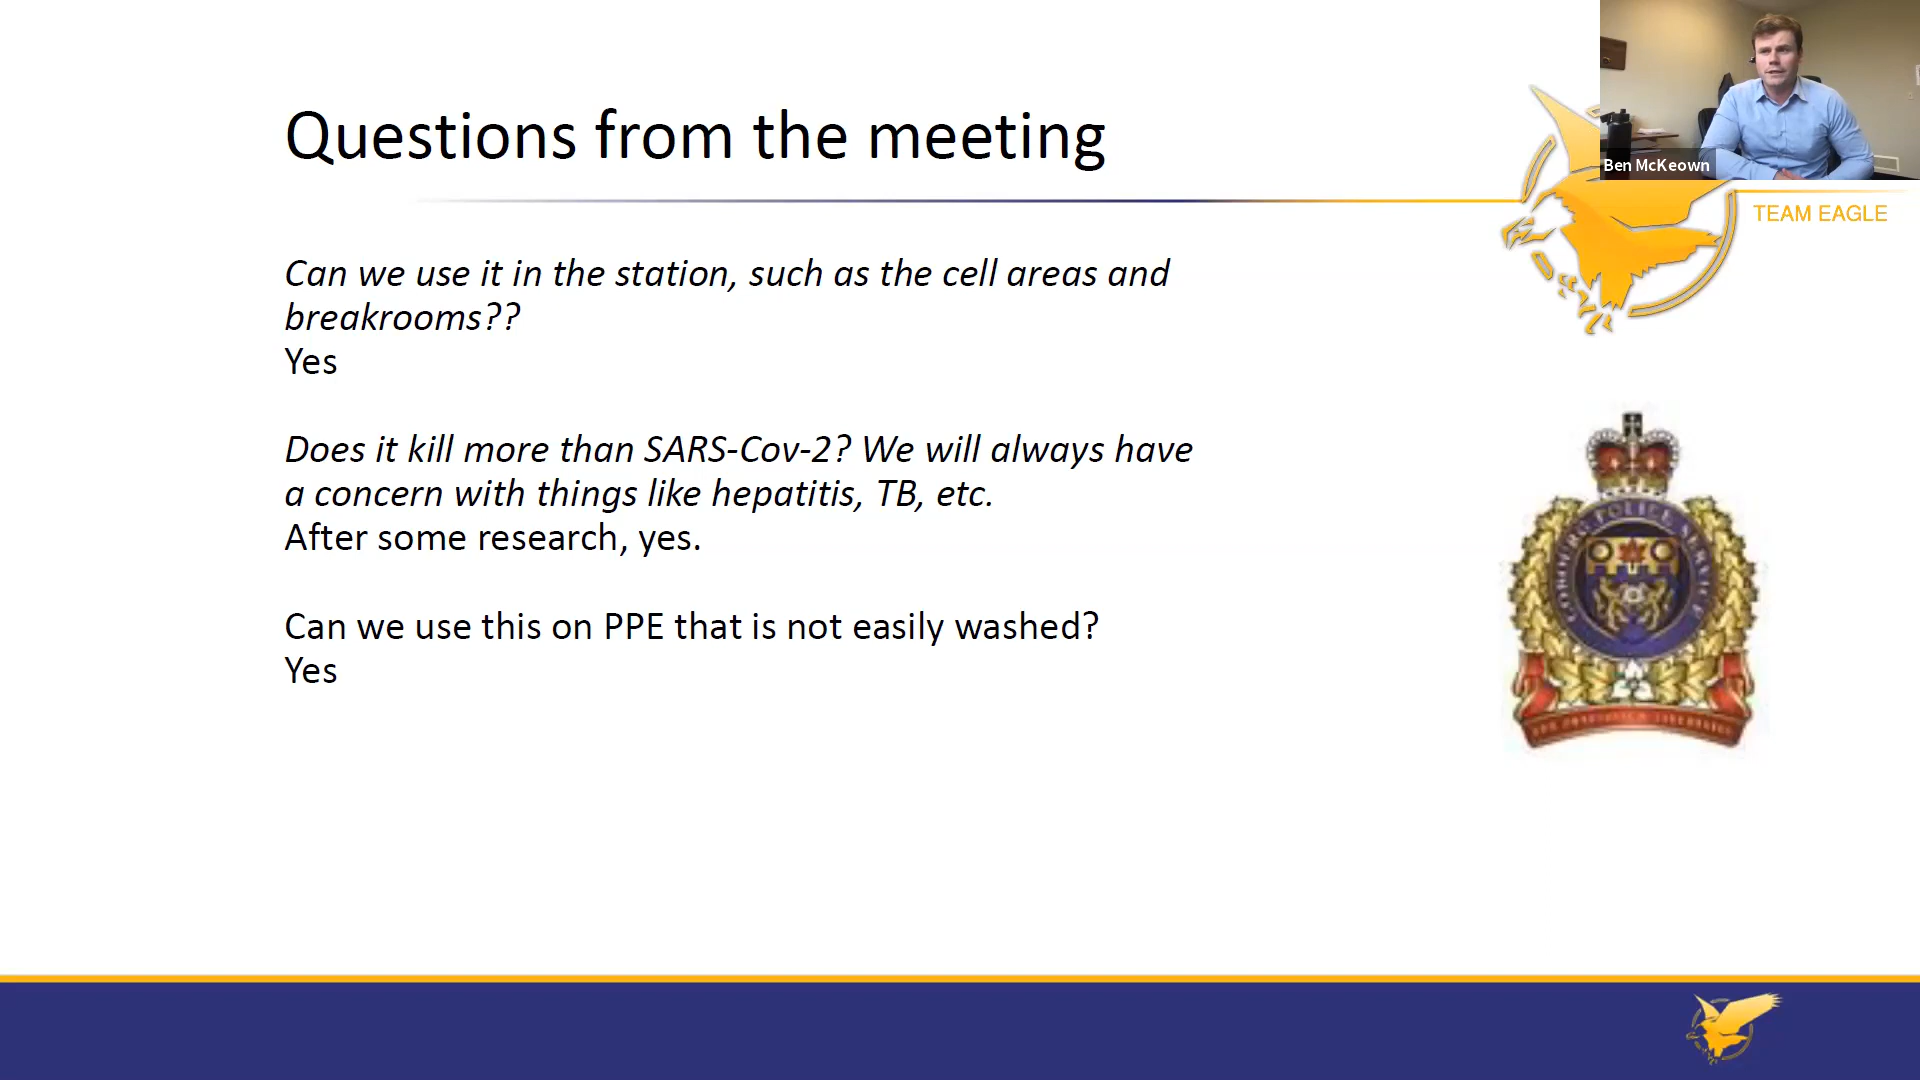 Questions from the meeting
Ben McKeown
TEAM EAGLE
Can we use it in the station, such as the cell areas and
breakrooms??
Yes
Does it kill more than SARS-Cov-2? We will always have
a concern with things like hepatitis, TB, etc.
After some research, yes.
Can we use this on PPE that is not easily washed?
Yes
COBOURG POLICE SERVICE